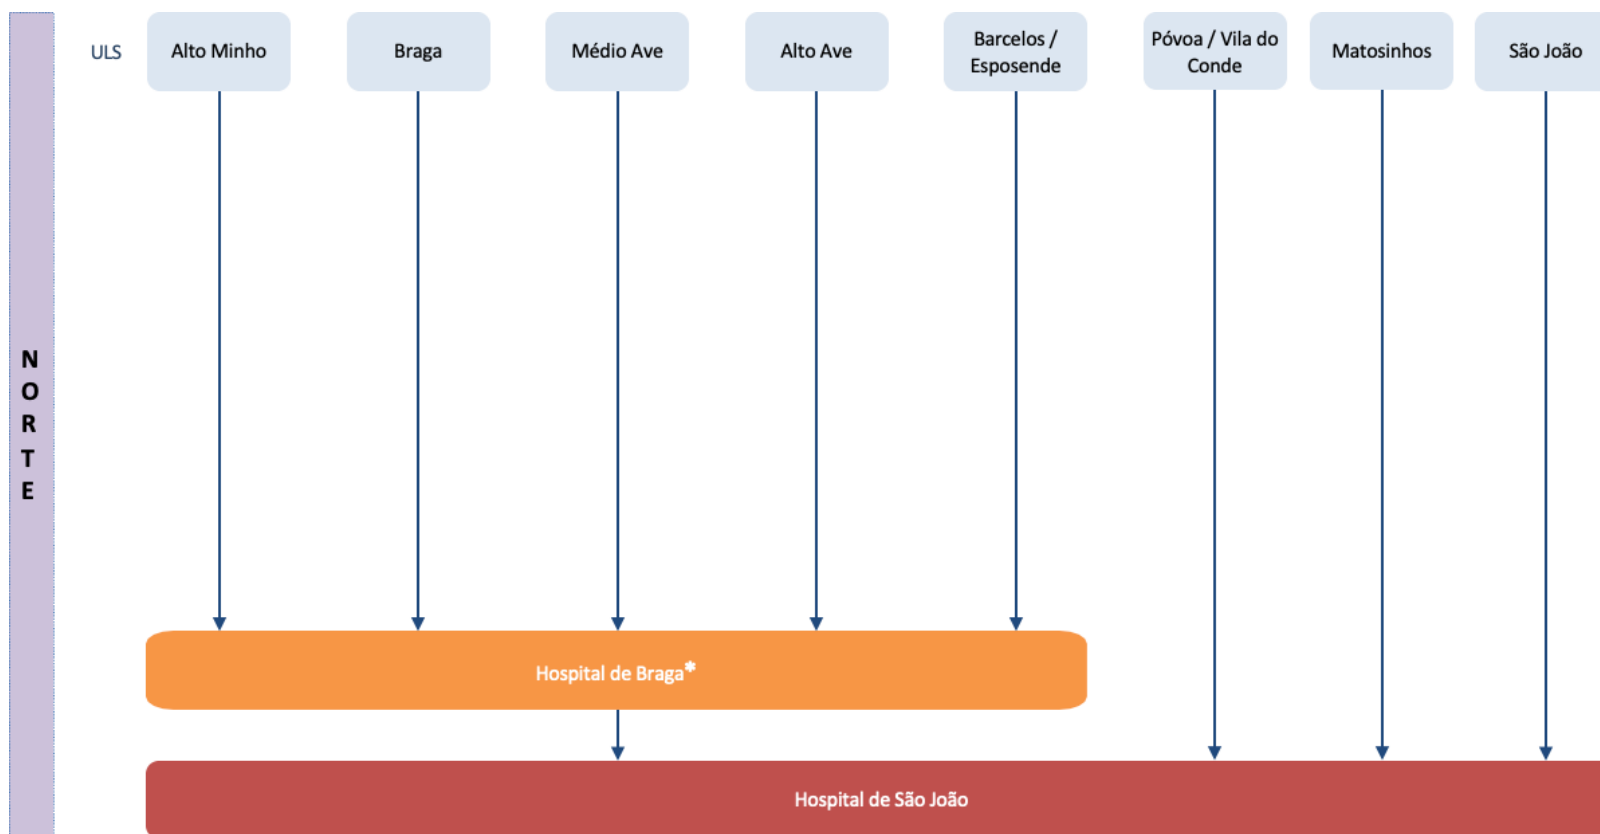 ULS
Alto Minho
Braga
Médio Ave
Alto Ave
Barcelos /
Esposende
Póvoa / Vila do
Conde
Matosinhos
São João
N
O
R
T
E
Hospital de Braga*
Hospital de São João